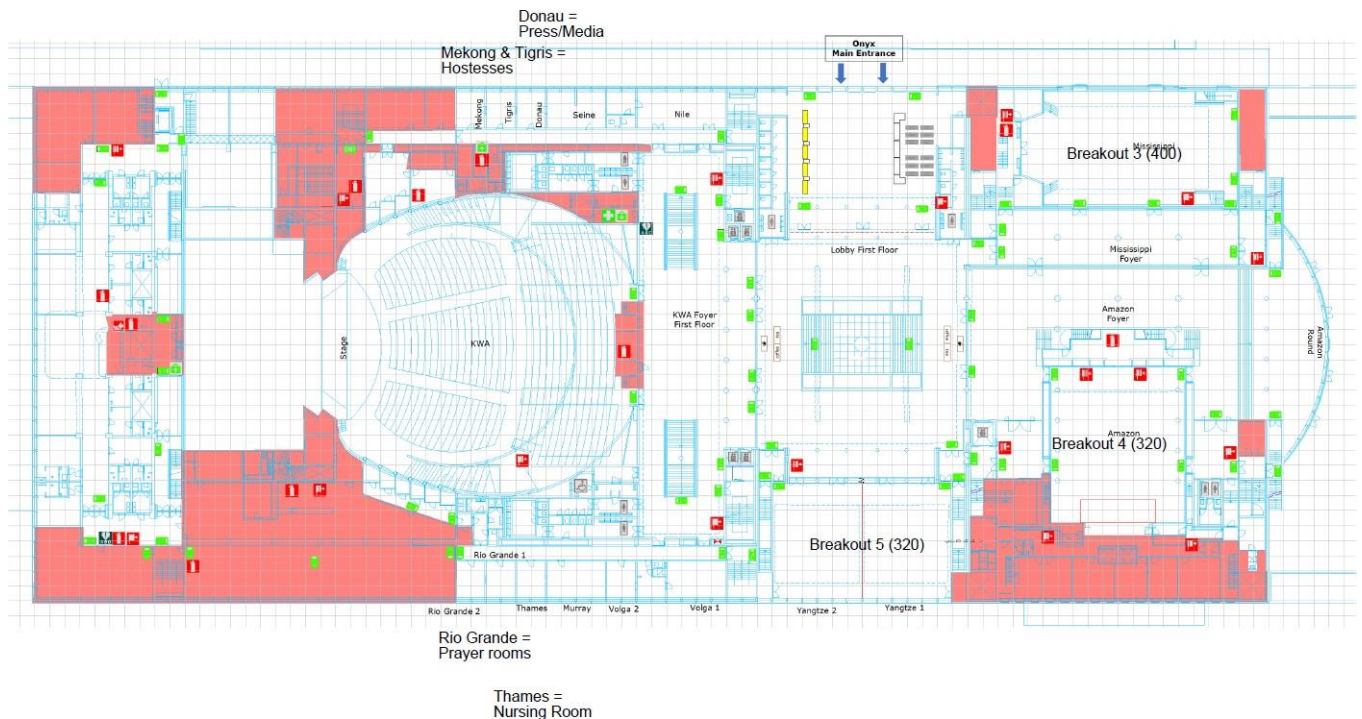 Donau =
Press/Media
Mekong & Tigris =
Hostesses
Onyx
Main Entrance
Mekong
Tigris
Donau
Seine
Nile
Mississippi
Breakout 3 (400)
Lobby First Floor
Mississippi
Foyer
KWA Foyer
First Floor
Amazon
Foyer
Amazon
Round
Stage
KWA
Amazon
Breakout 4 (320)
Breakout 5 (320)
Rio Grande 1
Rio Grande 2
Thames
Murray
Volga 2
Volga 1
Yangtze 2
Yangtze 1
Rio Grande =
Prayer rooms
Thames =
Nursing Room